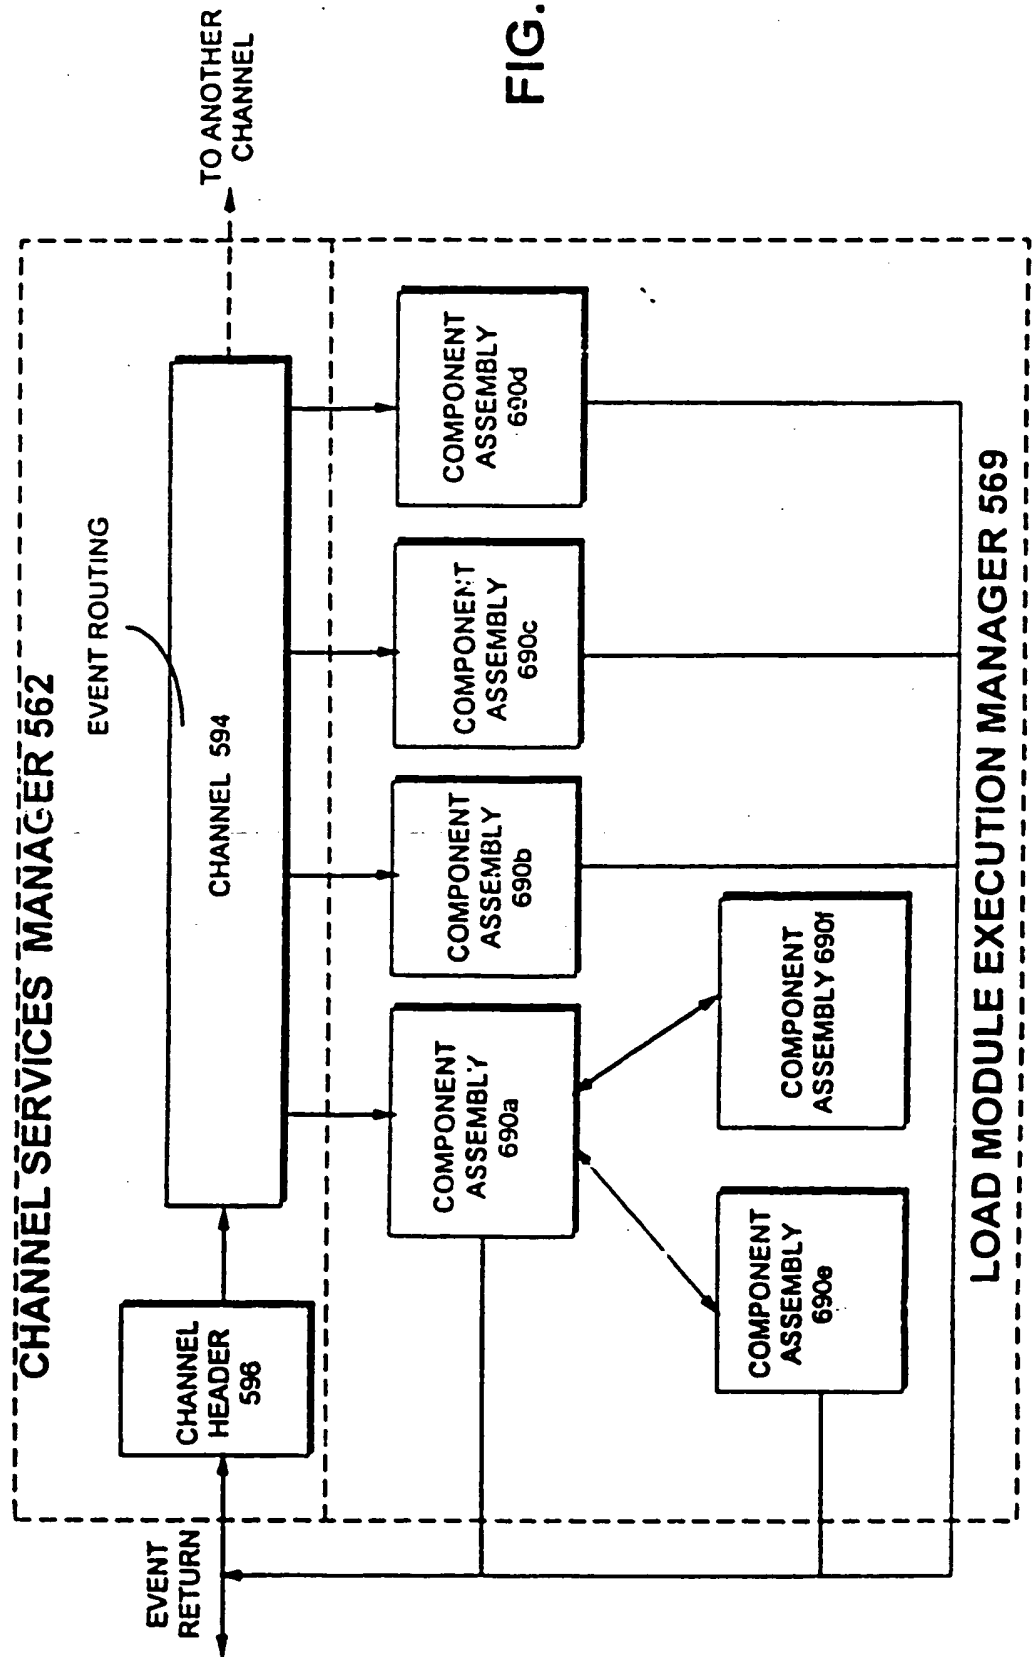 CHANNEL SERVICES MANAGER 562
EVENT ROUTING
TO ANOTHER
CHANNEL
EVENT
RETURN
CHANNEL
HEADER
596
CHANNEL 594
COMPONENT
ASSEMBLY
690a
COMPONENT
ASSEMBLY
690b
COMPONENT
ASSEMBLY
690c
COMPONENT
ASSEMBLY
690d
COMPONENT
ASSEMBLY
690e
COMPONENT
ASSEMBLY 690f
LOAD MODULE EXECUTION MANAGER 569
FIG.